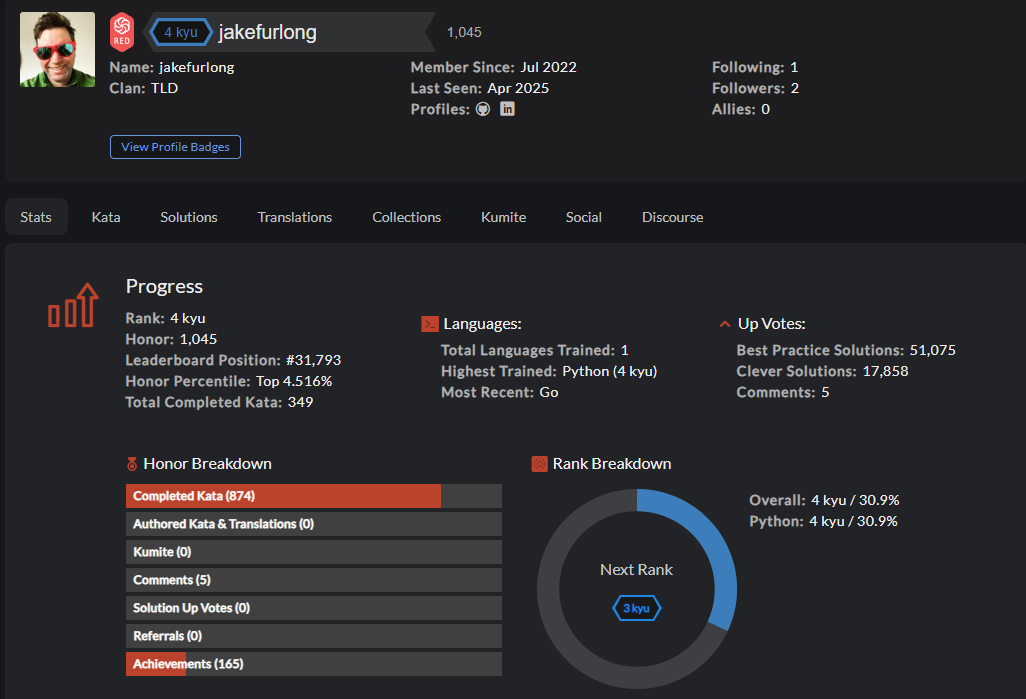 RED
4 kyu
jakefurlong
1,045
Name: jakefurlong
Clan: TLD
Member Since: Jul 2022
Last Seen: Apr 2025
Profiles:
in
Following: 1
Followers: 2
Allies: 0
View Profile Badges
Stats
Kata
Solutions
Translations
Collections
Kumite
Social
Discourse
Progress
Rank: 4 kyu
Honor: 1,045
Leaderboard Position: #31,793
Honor Percentile: Top 4.516%
Total Completed Kata: 349
Languages:
Total Languages Trained: 1
Highest Trained: Python (4 kyu)
Most Recent: Go
Up Votes:
Best Practice Solutions: 51,075
Clever Solutions: 17,858
Comments: 5
Honor Breakdown
Completed Kata (874)
Authored Kata & Translations (0)
Kumite (0)
Comments (5)
Solution Up Votes (0)
Referrals (0)
Achievements (165)
Rank Breakdown
Next Rank
3 kyu
Overall: 4 kyu / 30.9%
Python: 4 kyu / 30.9%